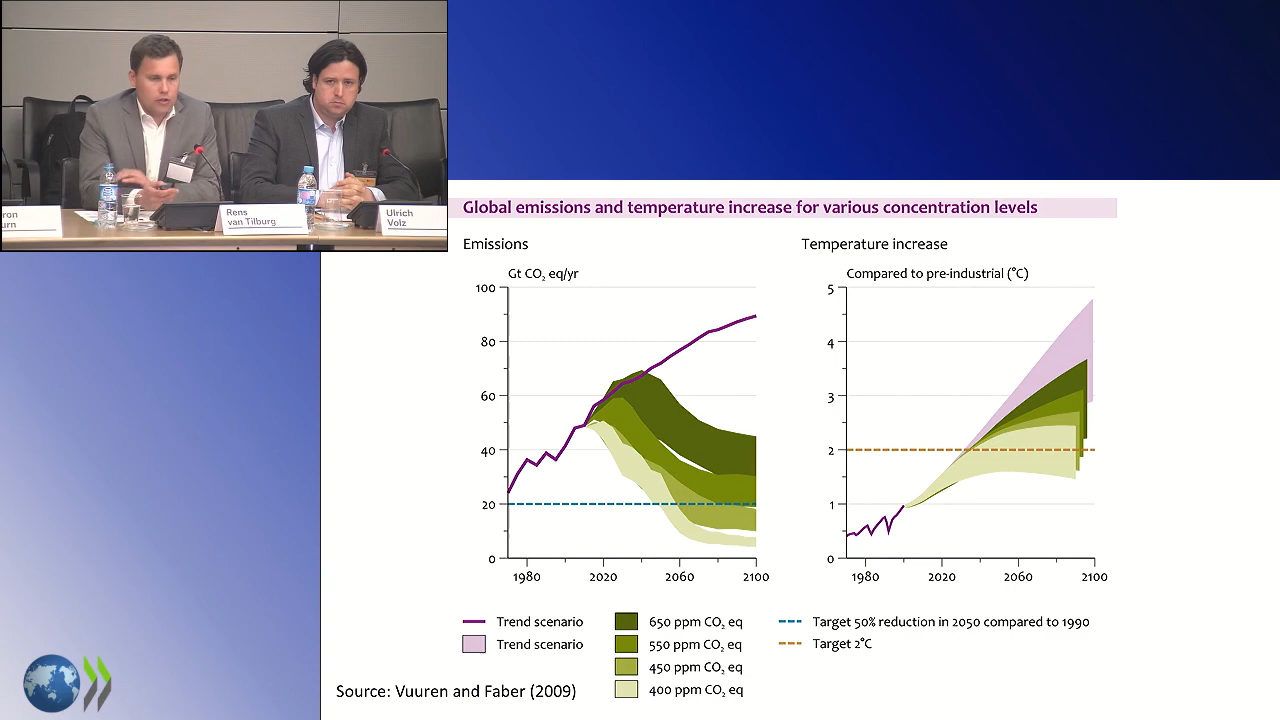 ron
urn
Rens
van Tilburg
Ulrich
Volz
Global emissions and temperature increase for various concentration levels
Emissions
Temperature increase
Gt CO₂ eq/yr
Compared to pre-industrial (°C)
100
80
60
40
20
0
1980
2020
2060
2100
5
4
3
2
1
0
1980
2020
2060
2100
Trend scenario
Trend scenario
650 ppm CO₂ eq
550 ppm CO₂ eq
450 ppm CO₂ eq
400 ppm CO₂ eq
Target 50% reduction in 2050 compared to 1990
Target 2°C
Source: Vuuren and Faber (2009)